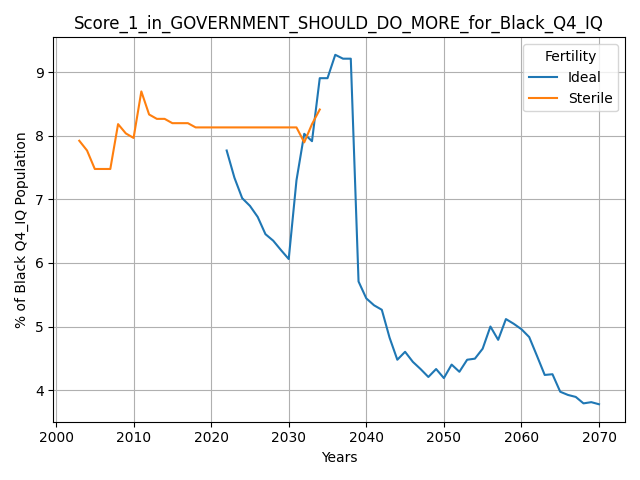 Score_1_in_GOVERNMENT_SHOULD_DO_MORE_for_Black_Q4_IQ
Fertility
Ideal
Sterile
% of Black Q4_IQ Population
9
8
7
6
5
4
2000 2010 2020 2030 2040 2050 2060 2070
Years